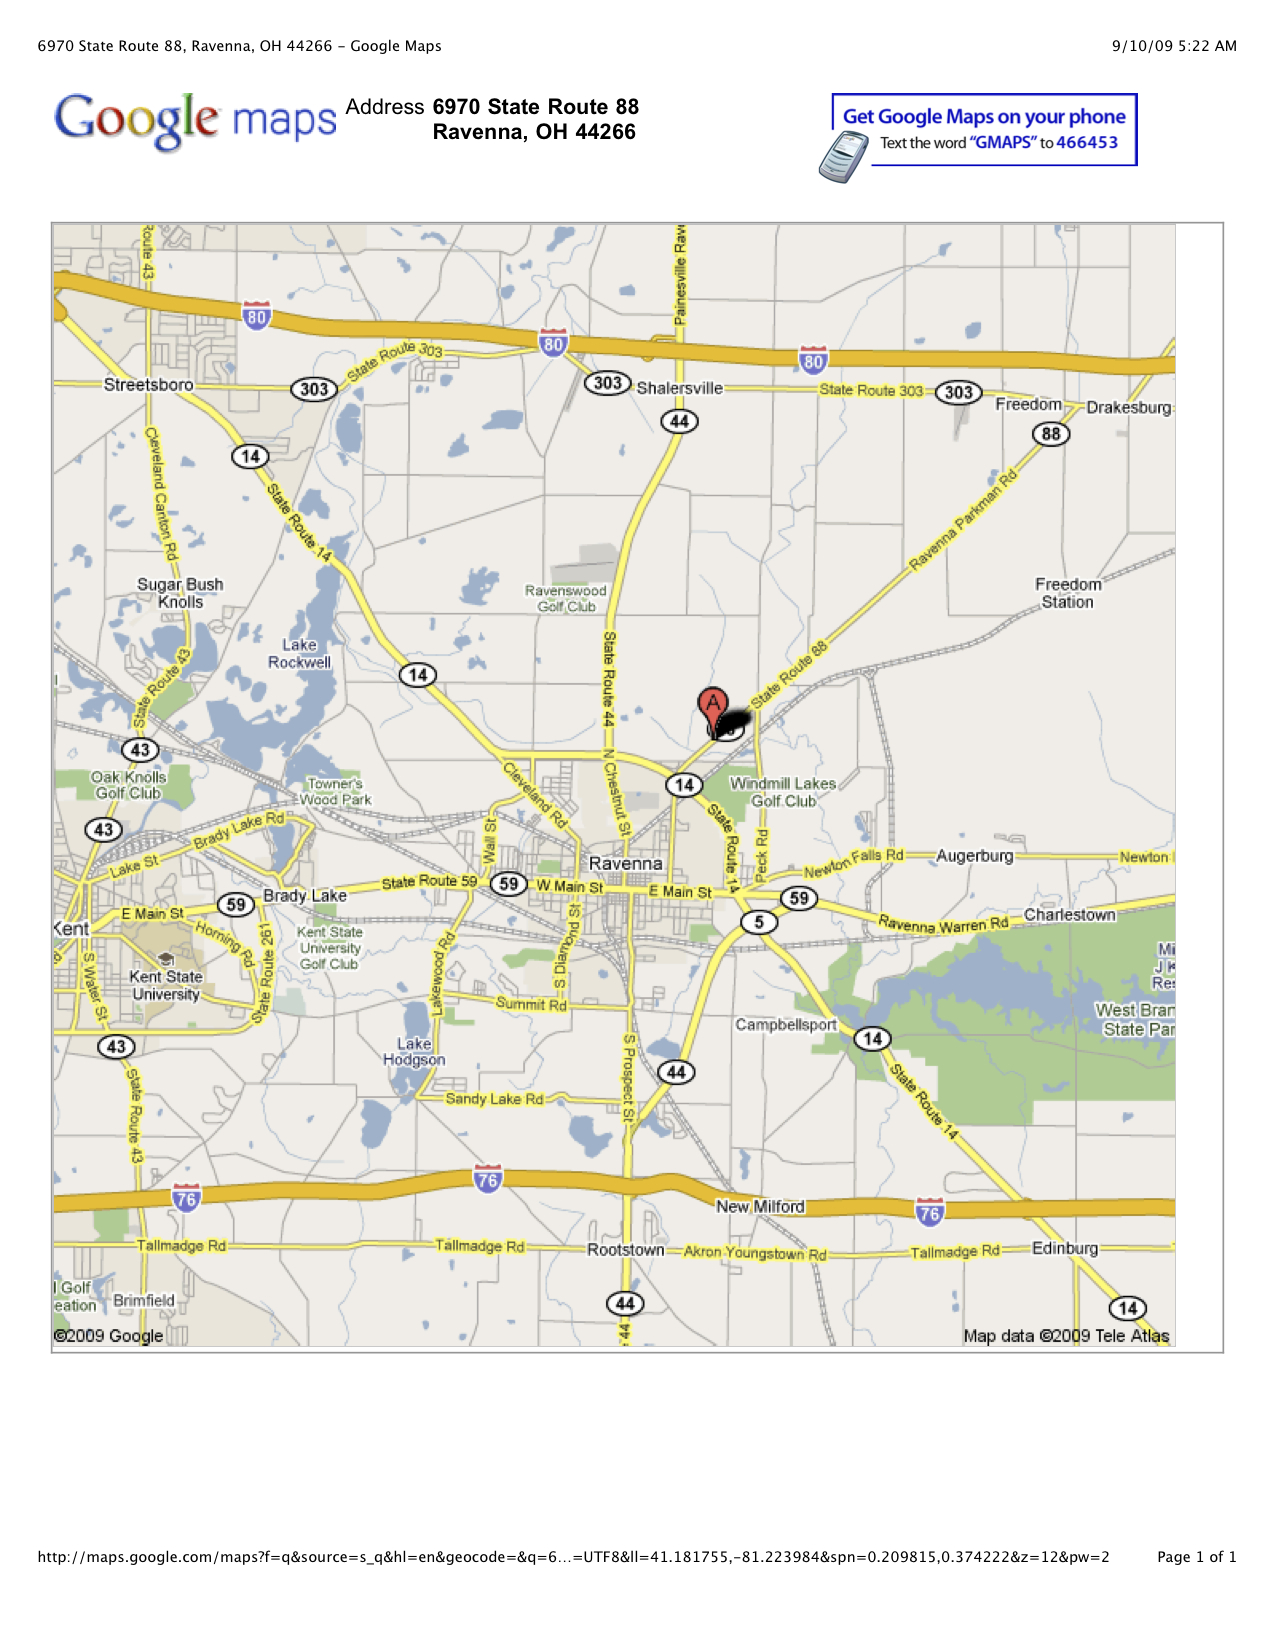 6970 State Route 88, Ravenna, OH 44266 – Google Maps
9/10/09 5:22 AM
Google maps
Address 6970 State Route 88
Ravenna, OH 44266
Get Google Maps on your phone
Text the word “GMAPS” to 466453
Route 43
Painesville Rav
80
State Route 303
80
80
Streetsboro
303
303
Shalersville
State Route 303
303
Freedom
Drakesburg
44
88
14
Cleveland Canton Rd
State Route 14
Ravenna Parkman Rd
Sugar Bush
Knolls
Ravenswood
Golf Club
Freedom
Station
Lake
Rockwell
State Route 43
14
State Route 44
State Route 88
A
43
Oak Knolls
Golf Club
Towner's
Wood Park
Cleveland Rd
N Chestnut St
14
Windmill Lakes
Golf Club
43
Brady Lake Rd
Wall St
State Route 14
Peck Rd
Lake St
Ravenna
Newton Falls Rd
Augerburg
Newton
State Route 59
59
W Main St
E Main St
59
Brady Lake
59
E Main St
5
Charlestown
Kent
Horning Rd
State Route 261
Kent State
University
Golf Club
Ravenna Warren Rd
S Water St
Kent State
University
Lakewood Rd
S Diamond St
Mi
J K
Res
Summit Rd
West Bran
State Par
Campbellsport
43
Lake
Hodgson
S Prospect St
14
44
State Route 43
Sandy Lake Rd
State Route 14
76
76
New Milford
76
Tallmadge Rd
Tallmadge Rd
Rootstown
Akron Youngstown Rd
Tallmadge Rd
Edinburg
l Golf
eation
Brimfield
44
14
44
©2009 Google
Map data ©2009 Tele Atlas
http://maps.google.com/maps?f=q&source=s_q&hl=en&geocode=&q=6…=UTF8&ll=41.181755,-81.223984&spn=0.209815,0.374222&z=12&pw=2
Page 1 of 1